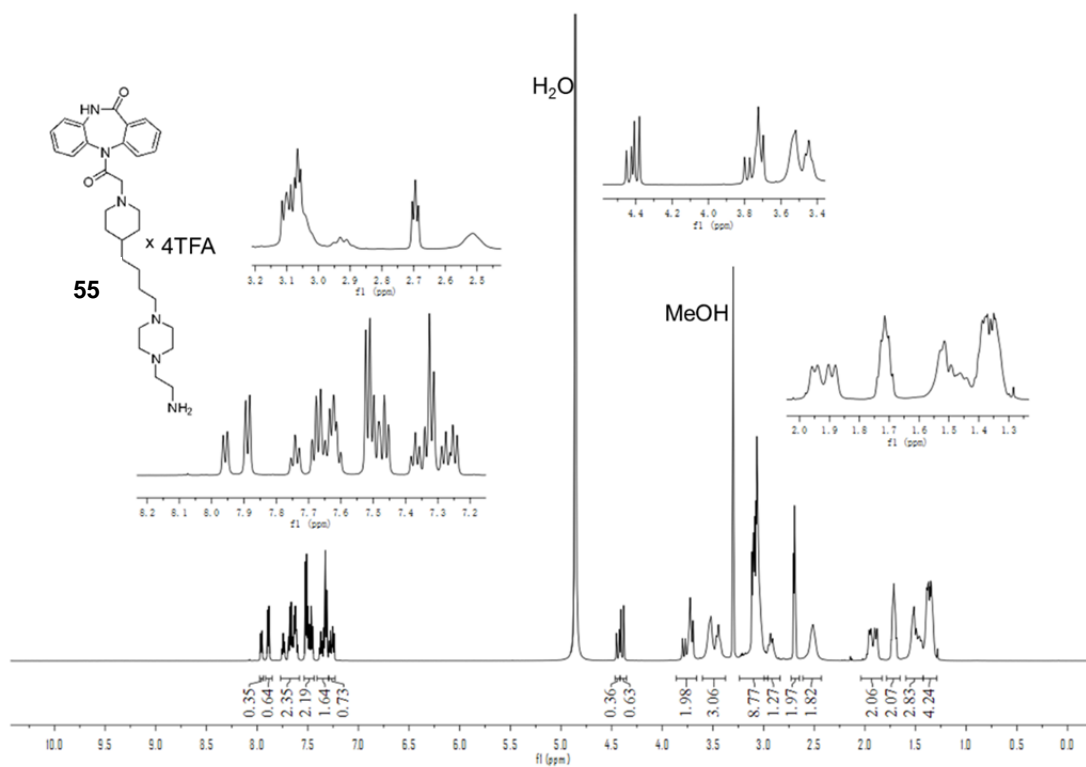 H₂O
O
HN
N
O
N
x 4TFA
55
N
N
NH₂
3.2 3.1 3.0 2.9 2.8 2.7 2.6 2.5
f1 (ppm)
4.4 4.2 4.0 3.8 3.6 3.4
f1 (ppm)
MeOH
2.0 1.9 1.8 1.7 1.6 1.5 1.4 1.3
f1 (ppm)
8.2 8.1 8.0 7.9 7.8 7.7 7.6 7.5 7.4 7.3 7.2
f1 (ppm)
0.35 0.64 2.35 2.19 1.64 0.73 0.36 0.63 1.98 3.06 8.77 1.27 1.97 1.82 2.06 2.07 2.83 4.24
10.0 9.5 9.0 8.5 8.0 7.5 7.0 6.5 6.0 5.5 5.0 4.5 4.0 3.5 3.0 2.5 2.0 1.5 1.0 0.5 0.0
f1 (ppm)